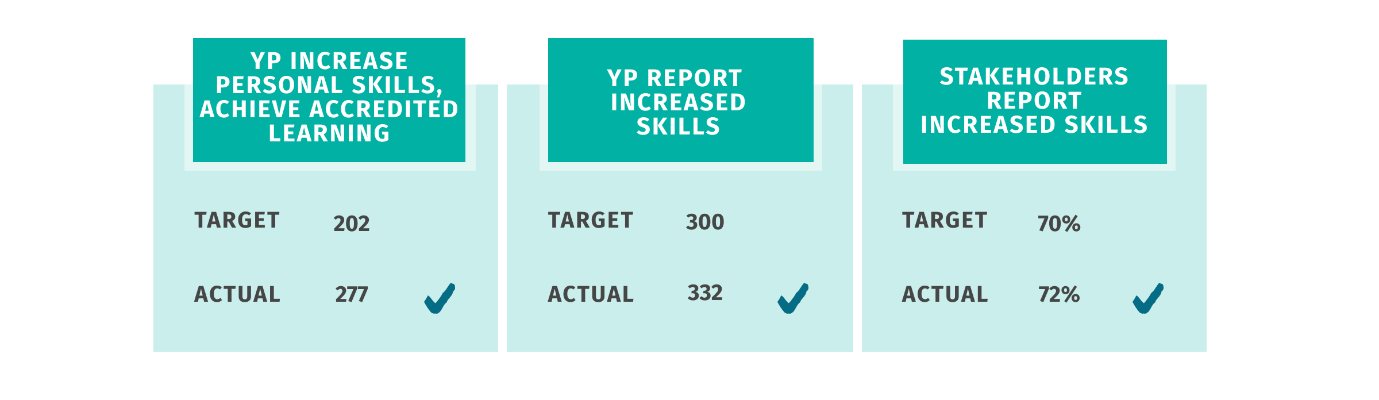 YP INCREASE
PERSONAL SKILLS,
ACHIEVE ACCREDITED
LEARNING
TARGET 202
ACTUAL 277
YP REPORT
INCREASED
SKILLS
TARGET 300
ACTUAL 332
STAKEHOLDERS
REPORT
INCREASED SKILLS
TARGET 70%
ACTUAL 72%